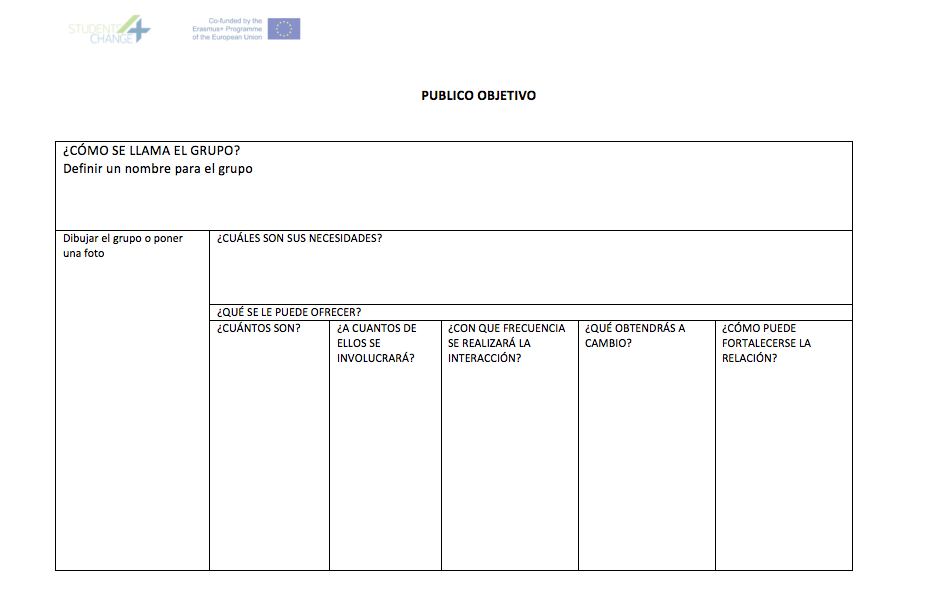 STUDENTS 4
CHANGE
Co-funded by the
Erasmus+ Programme
of the European Union
PUBLICO OBJETIVO
¿CÓMO SE LLAMA EL GRUPO?
Definir un nombre para el grupo
Dibujar el grupo o poner
una foto
¿CUÁLES SON SUS NECESIDADES?
¿QUÉ SE LE PUEDE OFRECER?
¿CUÁNTOS SON?
¿A CUANTOS DE
ELLOS SE
INVOLUCRARÁ?
¿CON QUE FRECUENCIA
SE REALIZARÁ LA
INTERACCIÓN?
¿QUÉ OBTENDRÁS A
CAMBIO?
¿CÓMO PUEDE
FORTALECERSE LA
RELACIÓN?